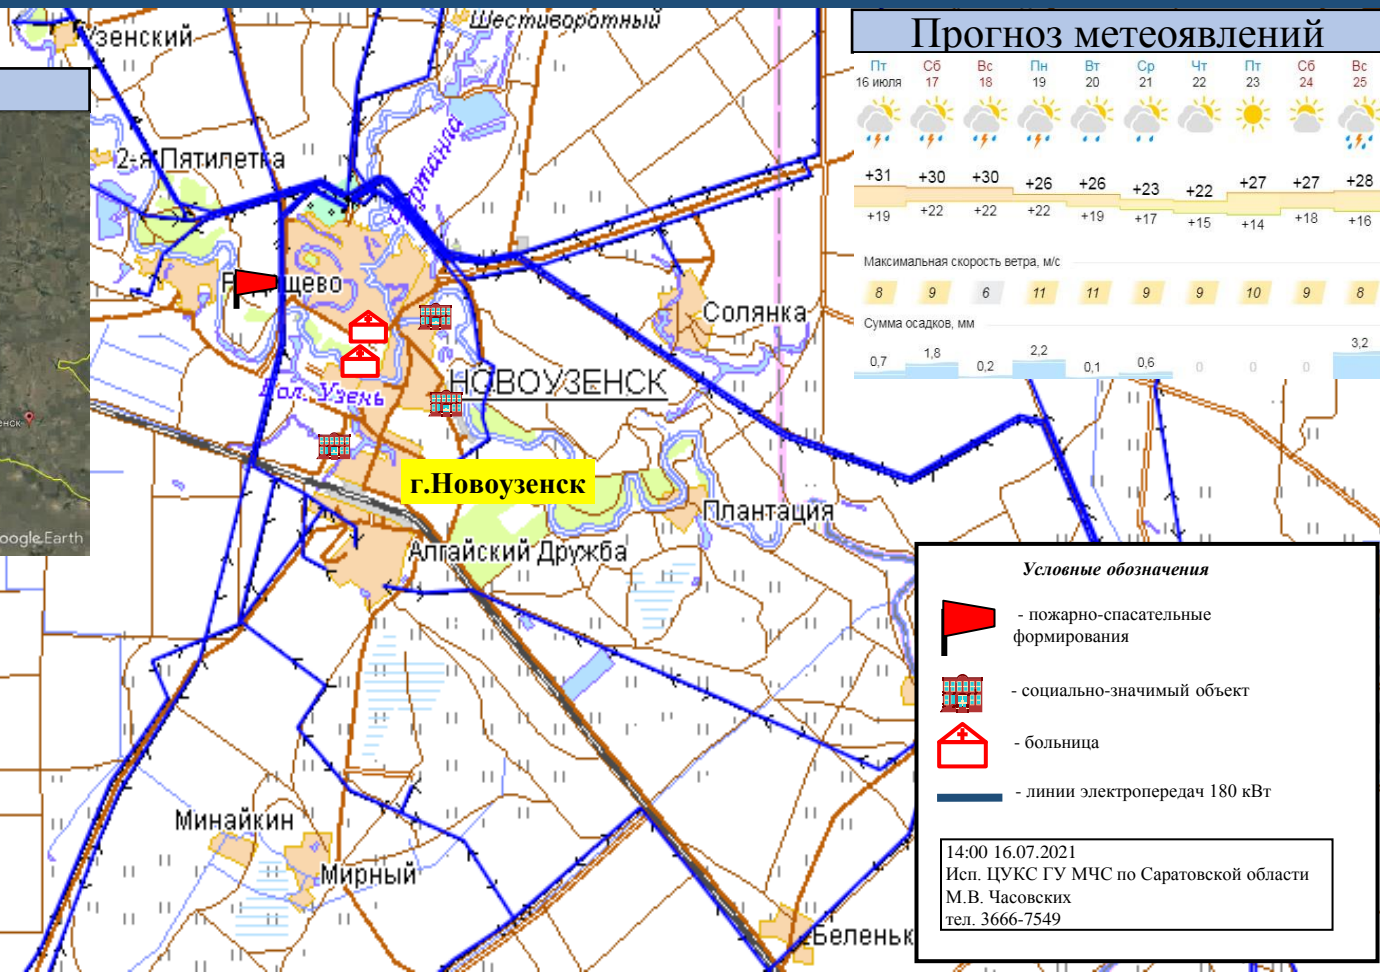 Узенский
Шестиворотный
2-я Пятилетка
Солянка
НОВОУЗЕНСК
Бол. Узень
г.Новоузенск
Плантация
Алгайский Дружба
Минайкин
Мирный
Беленьк
oogle Earth
Прогноз метеоявлений
Пт Сб Вс Пн Вт Ср Чт Пт Сб Вс
16 июля 17 18 19 20 21 22 23 24 25
+31 +30 +30 +26 +26 +23 +22 +27 +27 +28
+19 +22 +22 +22 +19 +17 +15 +14 +18 +16
Максимальная скорость ветра, м/с
8 9 6 11 11 9 9 10 9 8
Сумма осадков, мм
0,7 1,8 0,2 2,2 0,1 0,6 0 0 0 3,2
Условные обозначения
- пожарно-спасательные
формирования
- социально-значимый объект
- больница
- линии электропередач 180 кВт
14:00 16.07.2021
Исп. ЦУКС ГУ МЧС по Саратовской области
М.В. Часовских
тел. 3666-7549